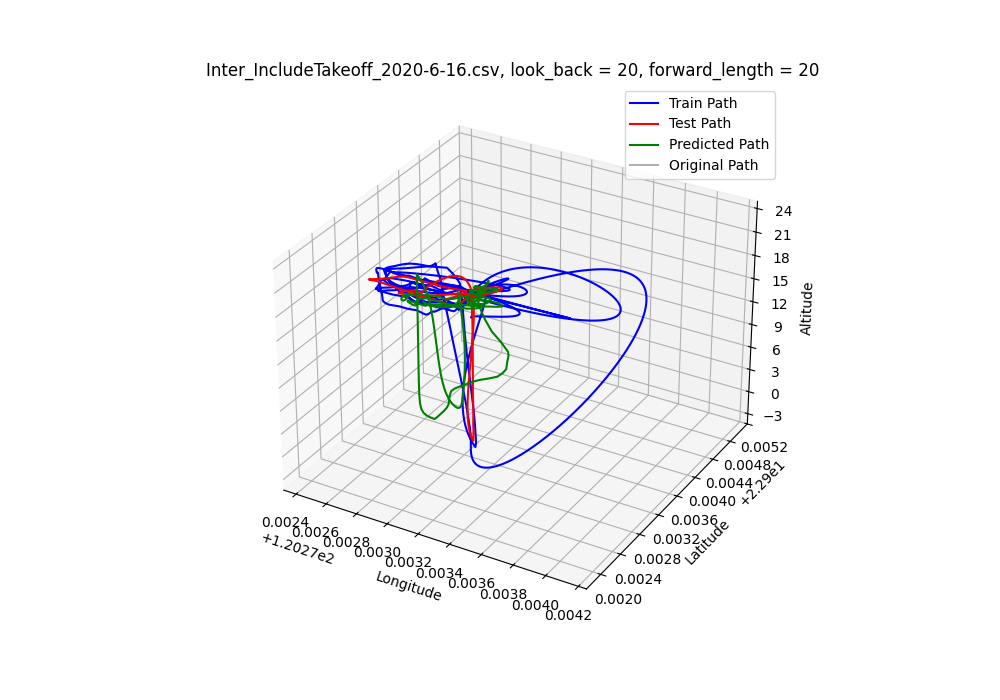 Inter_IncludeTakeoff_2020-6-16.csv, look_back = 20, forward_length = 20
Train Path
Test Path
Predicted Path
Original Path
24
21
18
15
12
9
6
3
0
−3
Altitude
0.0052
0.0048
0.0044
0.0040
0.0036
0.0032
0.0028
0.0024
0.0020
+2.29e1
Latitude
0.0024
0.0026
0.0028
0.0030
0.0032
0.0034
0.0036
0.0038
0.0040
0.0042
+1.2027e2
Longitude